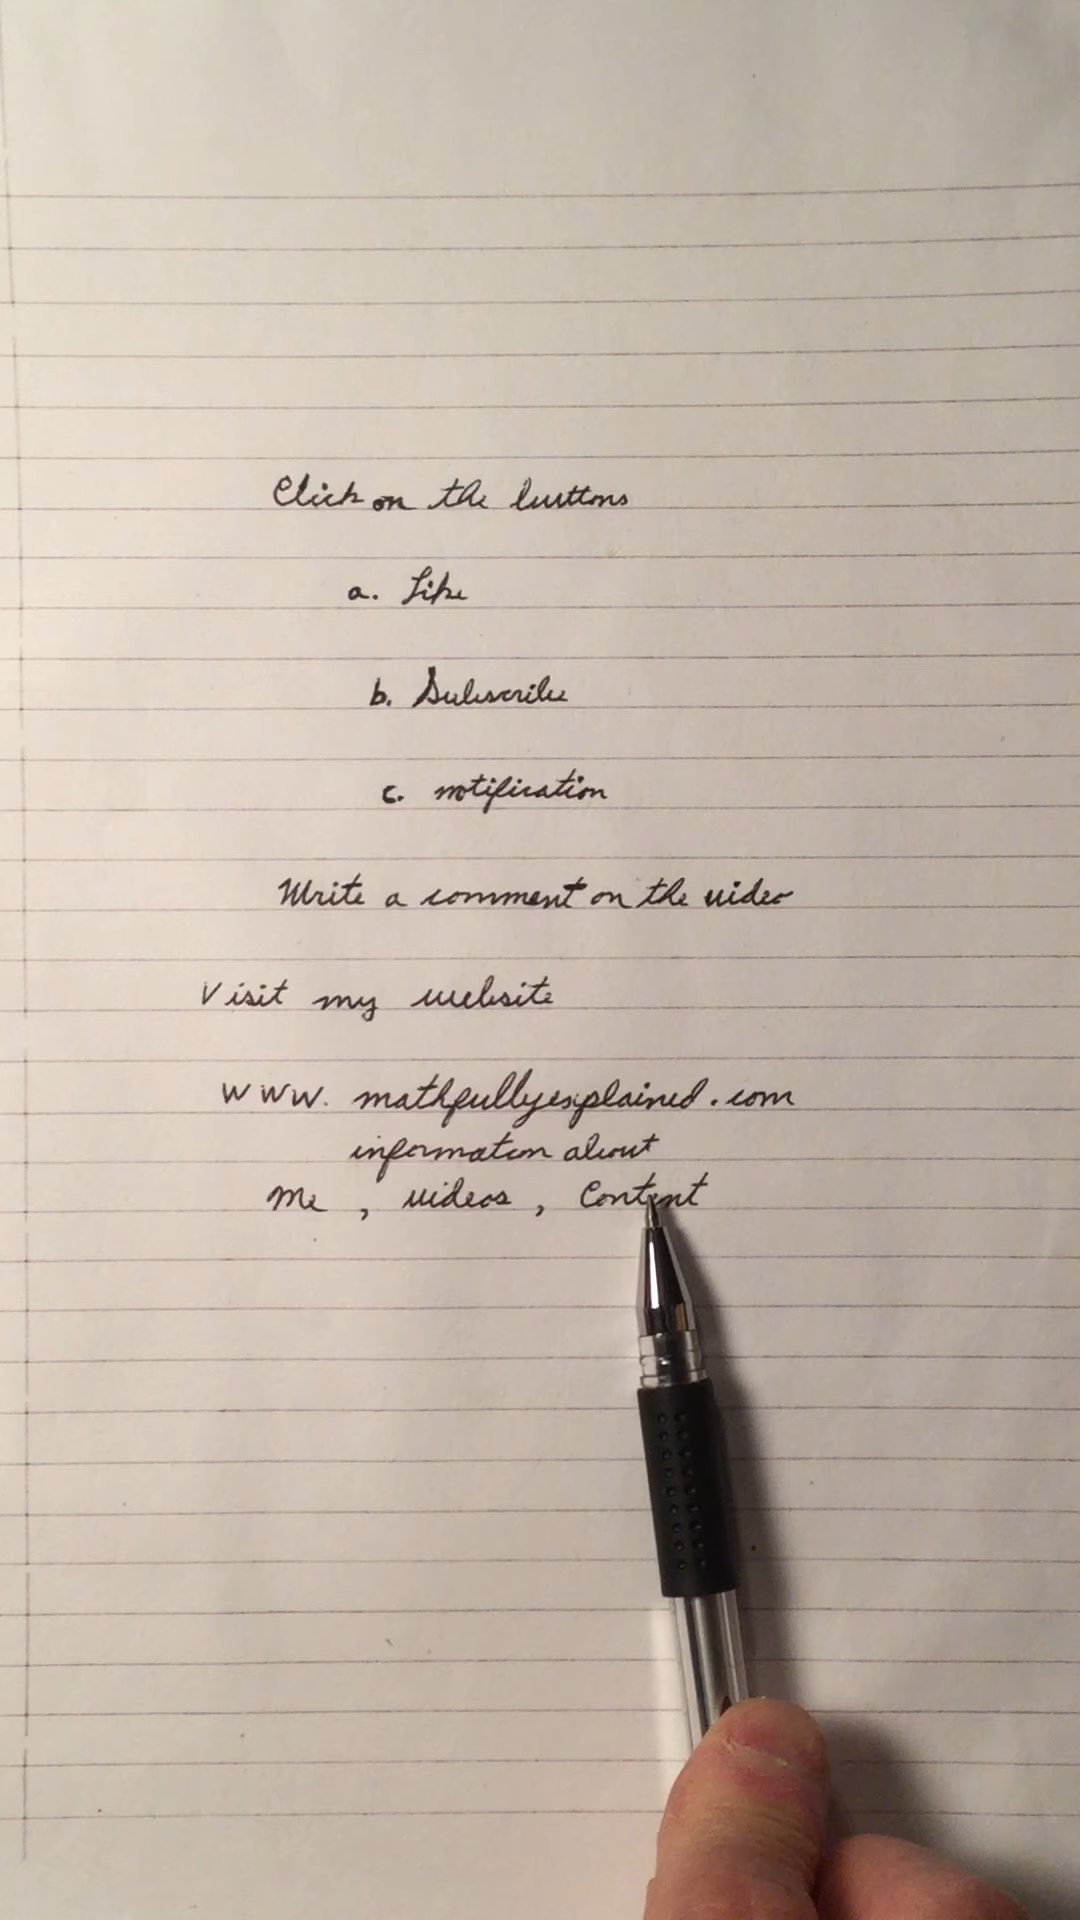 Click on the buttons
a. Like
b. Subscribe
c. notification
Write a comment on the video
Visit my website
www. mathfullyexplained.com
information about
me, videos, Content